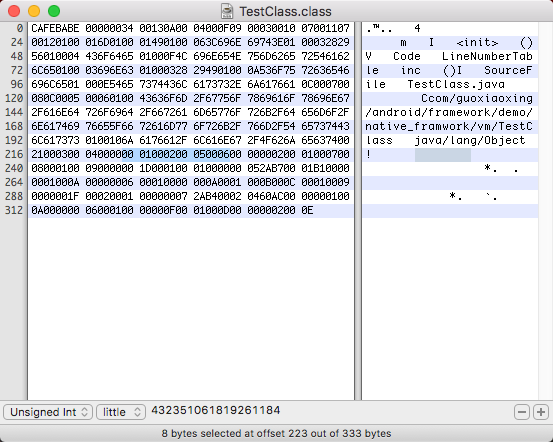 TestClass.class
0 CAFEBABE 00000034 00130A00 04000F09 00030010 07001107 .™.. 4
24 00120100 016D0100 01490100 063C696E 69743E01 00032829 m I <init> ()
48 56010004 436F6465 01000F4C 696E654E 756D6265 72546162 V Code LineNumberTab
72 6C650100 03696E63 01000328 29490100 0A536F75 72636546 le inc ()I SourceF
96 696C6501 000E5465 7374436C 6173732E 6A617661 0C000700 ile TestClass.java
120 080C0005 00060100 43636F6D 2F67756F 7869616F 78696E67 Ccom/guoxiaoxing
144 2F616E64 726F6964 2F667261 6D65776F 726B2F64 656D6F2F /android/framework/demo/
168 6E617469 76655F66 72616D77 6F726B2F 766D2F54 65737443 native_framwork/vm/TestC
192 6C617373 0100106A 6176612F 6C616E67 2F4F626A 65637400 lass java/lang/Object
216 21000300 04000000 01000200 05000600 00000200 01000700 !
240 08000100 09000000 1D000100 01000000 052AB700 01B10000 *. .
264 0001000A 00000006 00010000 000A0001 000B000C 00010009
288 0000001F 00020001 00000007 2AB40002 0460AC00 00000100 *. `.
312 0A000000 06000100 00000F00 01000D00 00000200 0E
Unsigned Int little 432351061819261184
8 bytes selected at offset 223 out of 333 bytes